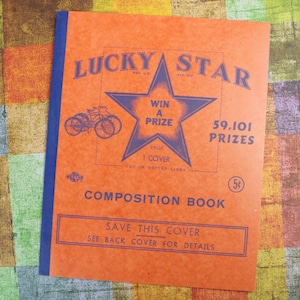 LUCKY STAR
WIN
A
PRIZE
1 COVER
59,101
PRIZES
COMPOSITION BOOK
5¢
SAVE THIS COVER
SEE BACK COVER FOR DETAILS